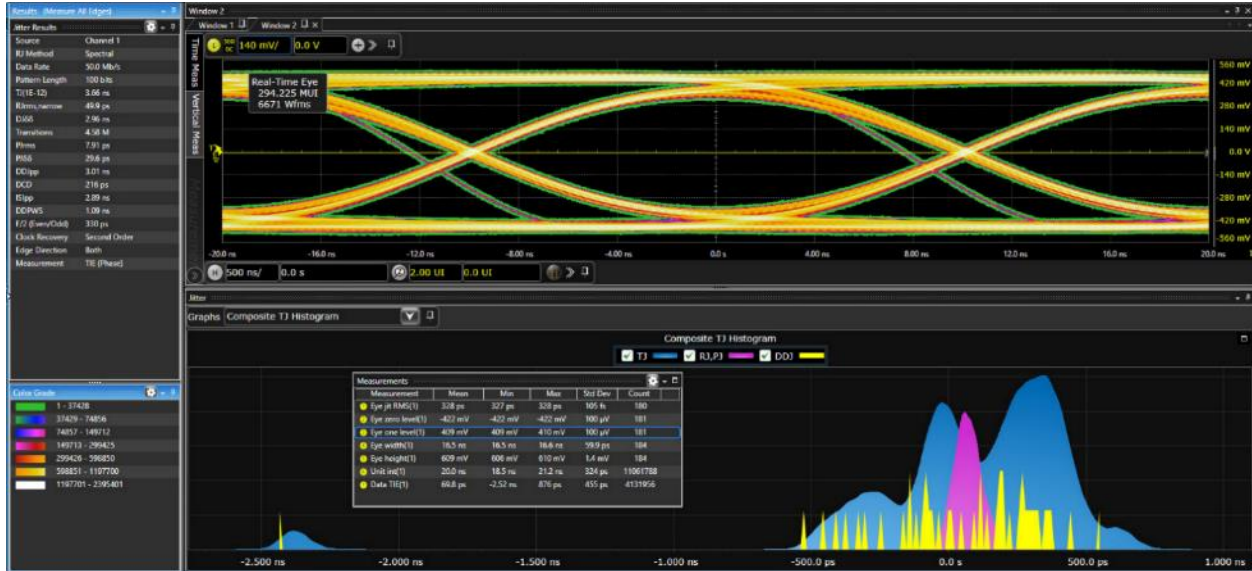 Results (Measure All Edges)
Jitter Results
Source Channel 1
RJ Method Spectral
Data Rate 50.0 Mb/s
Pattern Length 100 bits
TJ(1E-12) 3.66 ns
RJrms,narrow 49.9 ps
DJδδ 2.96 ns
Transitions 4.58 M
PJrms 7.91 ps
PJδδ 29.6 ps
DDJpp 3.01 ns
DCD 216 ps
ISIpp 2.89 ns
DDPWS 1.09 ns
F/2 (Even/Odd) 330 ps
Clock Recovery Second Order
Edge Direction Both
Measurement TIE (Phase)
Color Grade
1 - 37428
37429 - 74856
74857 - 149712
149713 - 299425
299426 - 598850
598851 - 1197700
1197701 - 2395401
Window 2
Window 1 Window 2
140 mV/ 0.0 V
Time Meas
Vertical Meas
Real-Time Eye
294.225 MUI
6671 Wfms
560 mV
420 mV
280 mV
140 mV
0.0 V
-140 mV
-280 mV
-420 mV
-560 mV
-20.0 ns -16.0 ns -12.0 ns -8.00 ns -4.00 ns 0.0 s 4.00 ns 8.00 ns 12.0 ns 16.0 ns 20.0 ns
H 500 ns/ 0.0 s 2.00 UI 0.0 UI
Jitter
Graphs Composite TJ Histogram
Composite TJ Histogram
TJ RJ,PJ DDJ
Measurements
Measurement Mean Min Max Std Dev Count
Eye jit RMS(1) 328 ps 327 ps 328 ps 105 fs 180
Eye zero level(1) -422 mV -422 mV -422 mV 100 µV 181
Eye one level(1) 409 mV 409 mV 410 mV 100 µV 181
Eye width(1) 16.5 ns 16.5 ns 16.6 ns 59.9 ps 184
Eye height(1) 609 mV 606 mV 610 mV 1.4 mV 184
Unit int(1) 20.0 ns 18.5 ns 21.2 ns 324 ps 11061788
Data TIE(1) 69.8 ps -2.52 ns 876 ps 455 ps 4131956
-2.500 ns -2.000 ns -1.500 ns -1.000 ns -500.0 ps 0.0 s 500.0 ps 1.000 ns